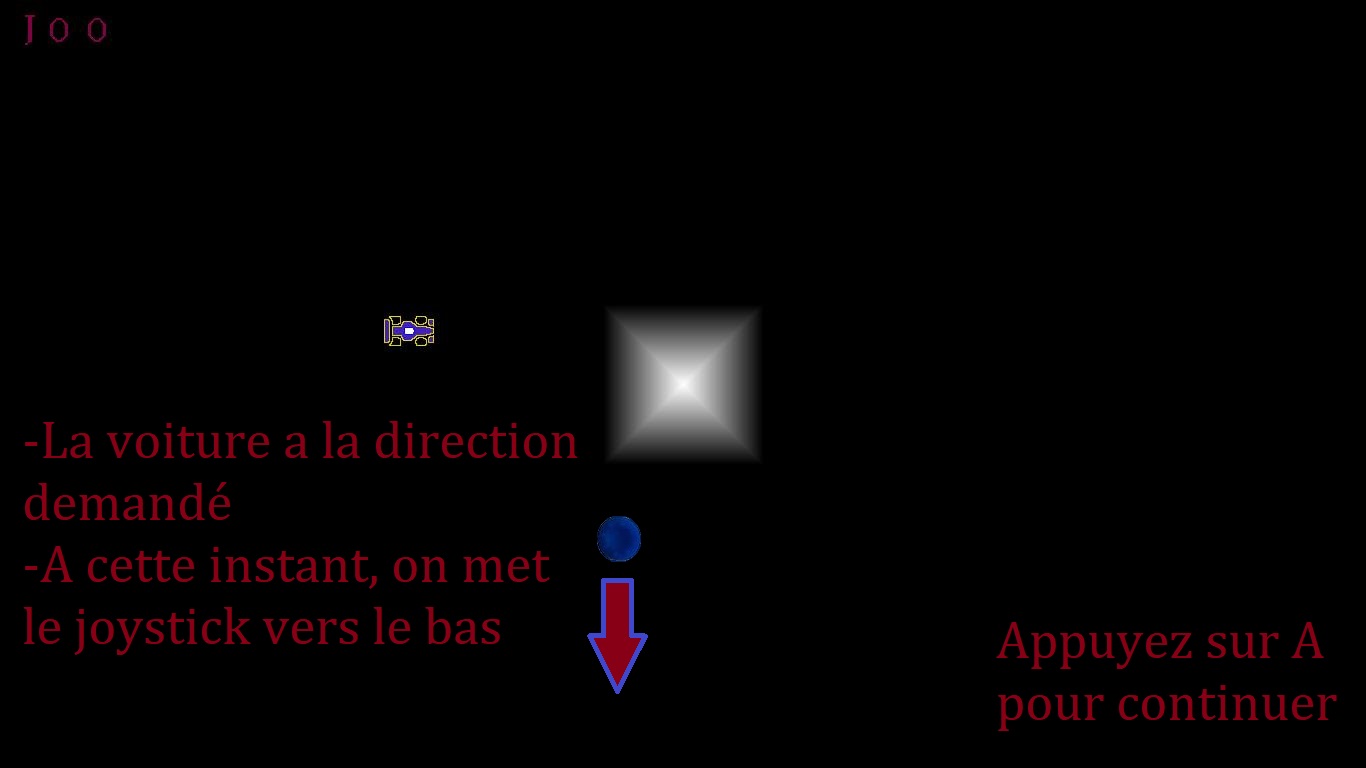 J 0 0
-La voiture a la direction
demandé
-A cette instant, on met
le joystick vers le bas
Appuyez sur A
pour continuer